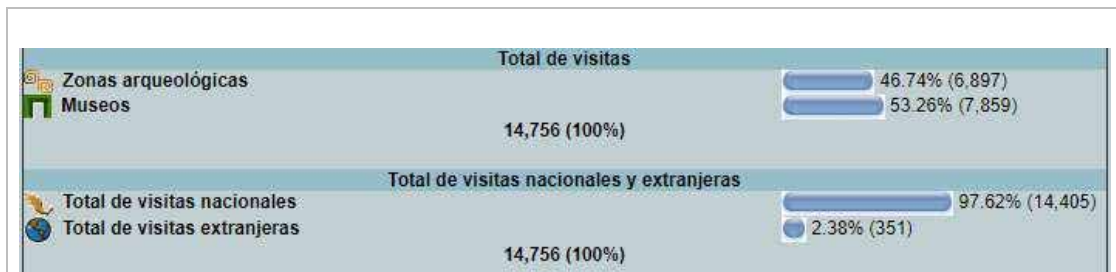 Total de visitas
Zonas arqueológicas 46.74% (6,897)
Museos 53.26% (7,859)
14,756 (100%)
Total de visitas nacionales y extranjeras
Total de visitas nacionales 97.62% (14,405)
Total de visitas extranjeras 2.38% (351)
14,756 (100%)